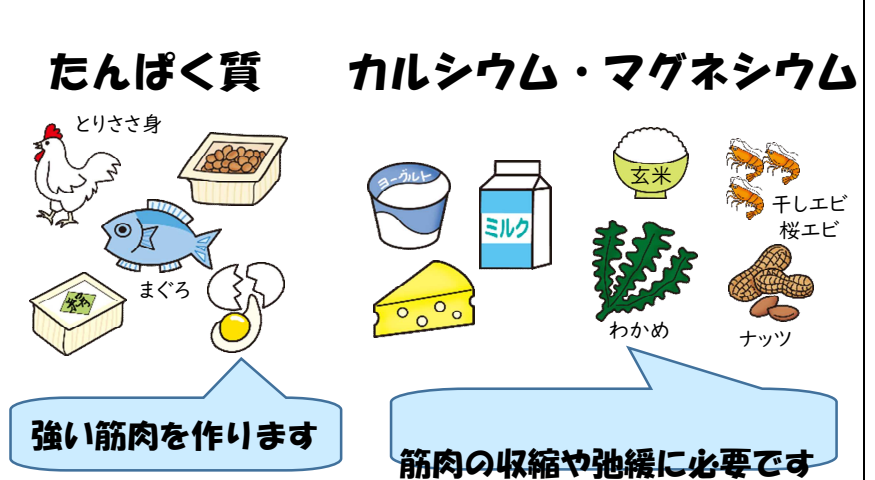 たんぱく質
カルシウム・マグネシウム
とりささ身
まぐろ
ヨーグルト
ミルク
玄米
干しエビ
桜エビ
わかめ
ナッツ
強い筋肉を作ります
筋肉の収縮や弛緩に必要です